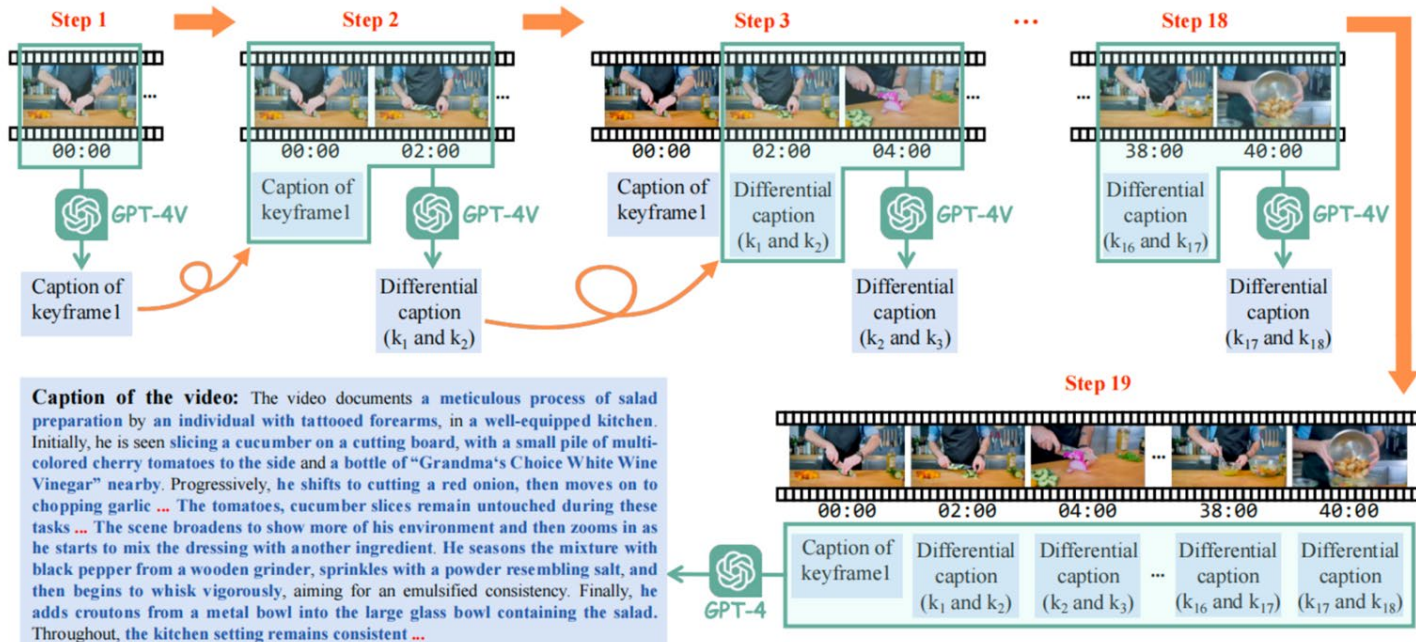 Step 1
Step 2
Step 3
...
Step 18
...
...
...
...
00:00
00:00
02:00
00:00
02:00
04:00
38:00
40:00
GPT-4V
Caption of
keyframe1
Caption of
keyframe1
GPT-4V
Differential
caption
(k1 and k2)
Caption of
keyframe1
Differential
caption
(k1 and k2)
GPT-4V
Differential
caption
(k2 and k3)
Differential
caption
(k16 and k17)
GPT-4V
Differential
caption
(k17 and k18)
Step 19
...
00:00
02:00
04:00
38:00
40:00
Caption of
keyframe1
Differential
caption
(k1 and k2)
Differential
caption
(k2 and k3)
...
Differential
caption
(k16 and k17)
Differential
caption
(k17 and k18)
GPT-4
Caption of the video: The video documents a meticulous process of salad
preparation by an individual with tattooed forearms, in a well-equipped kitchen.
Initially, he is seen slicing a cucumber on a cutting board, with a small pile of multi-
colored cherry tomatoes to the side and a bottle of “Grandma‘s Choice White Wine
Vinegar” nearby. Progressively, he shifts to cutting a red onion, then moves on to
chopping garlic ... The tomatoes, cucumber slices remain untouched during these
tasks ... The scene broadens to show more of his environment and then zooms in as
he starts to mix the dressing with another ingredient. He seasons the mixture with
black pepper from a wooden grinder, sprinkles with a powder resembling salt, and
then begins to whisk vigorously, aiming for an emulsified consistency. Finally, he
adds croutons from a metal bowl into the large glass bowl containing the salad.
Throughout, the kitchen setting remains consistent ...